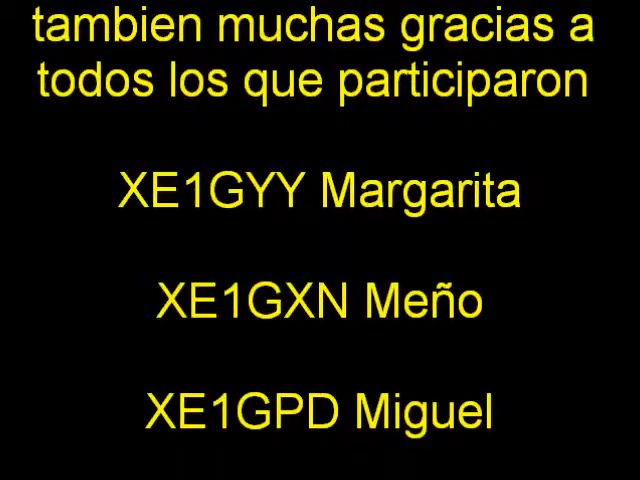 tambien muchas gracias a
todos los que participaron
XE1GYY Margarita
XE1GXN Meño
XE1GPD Miguel